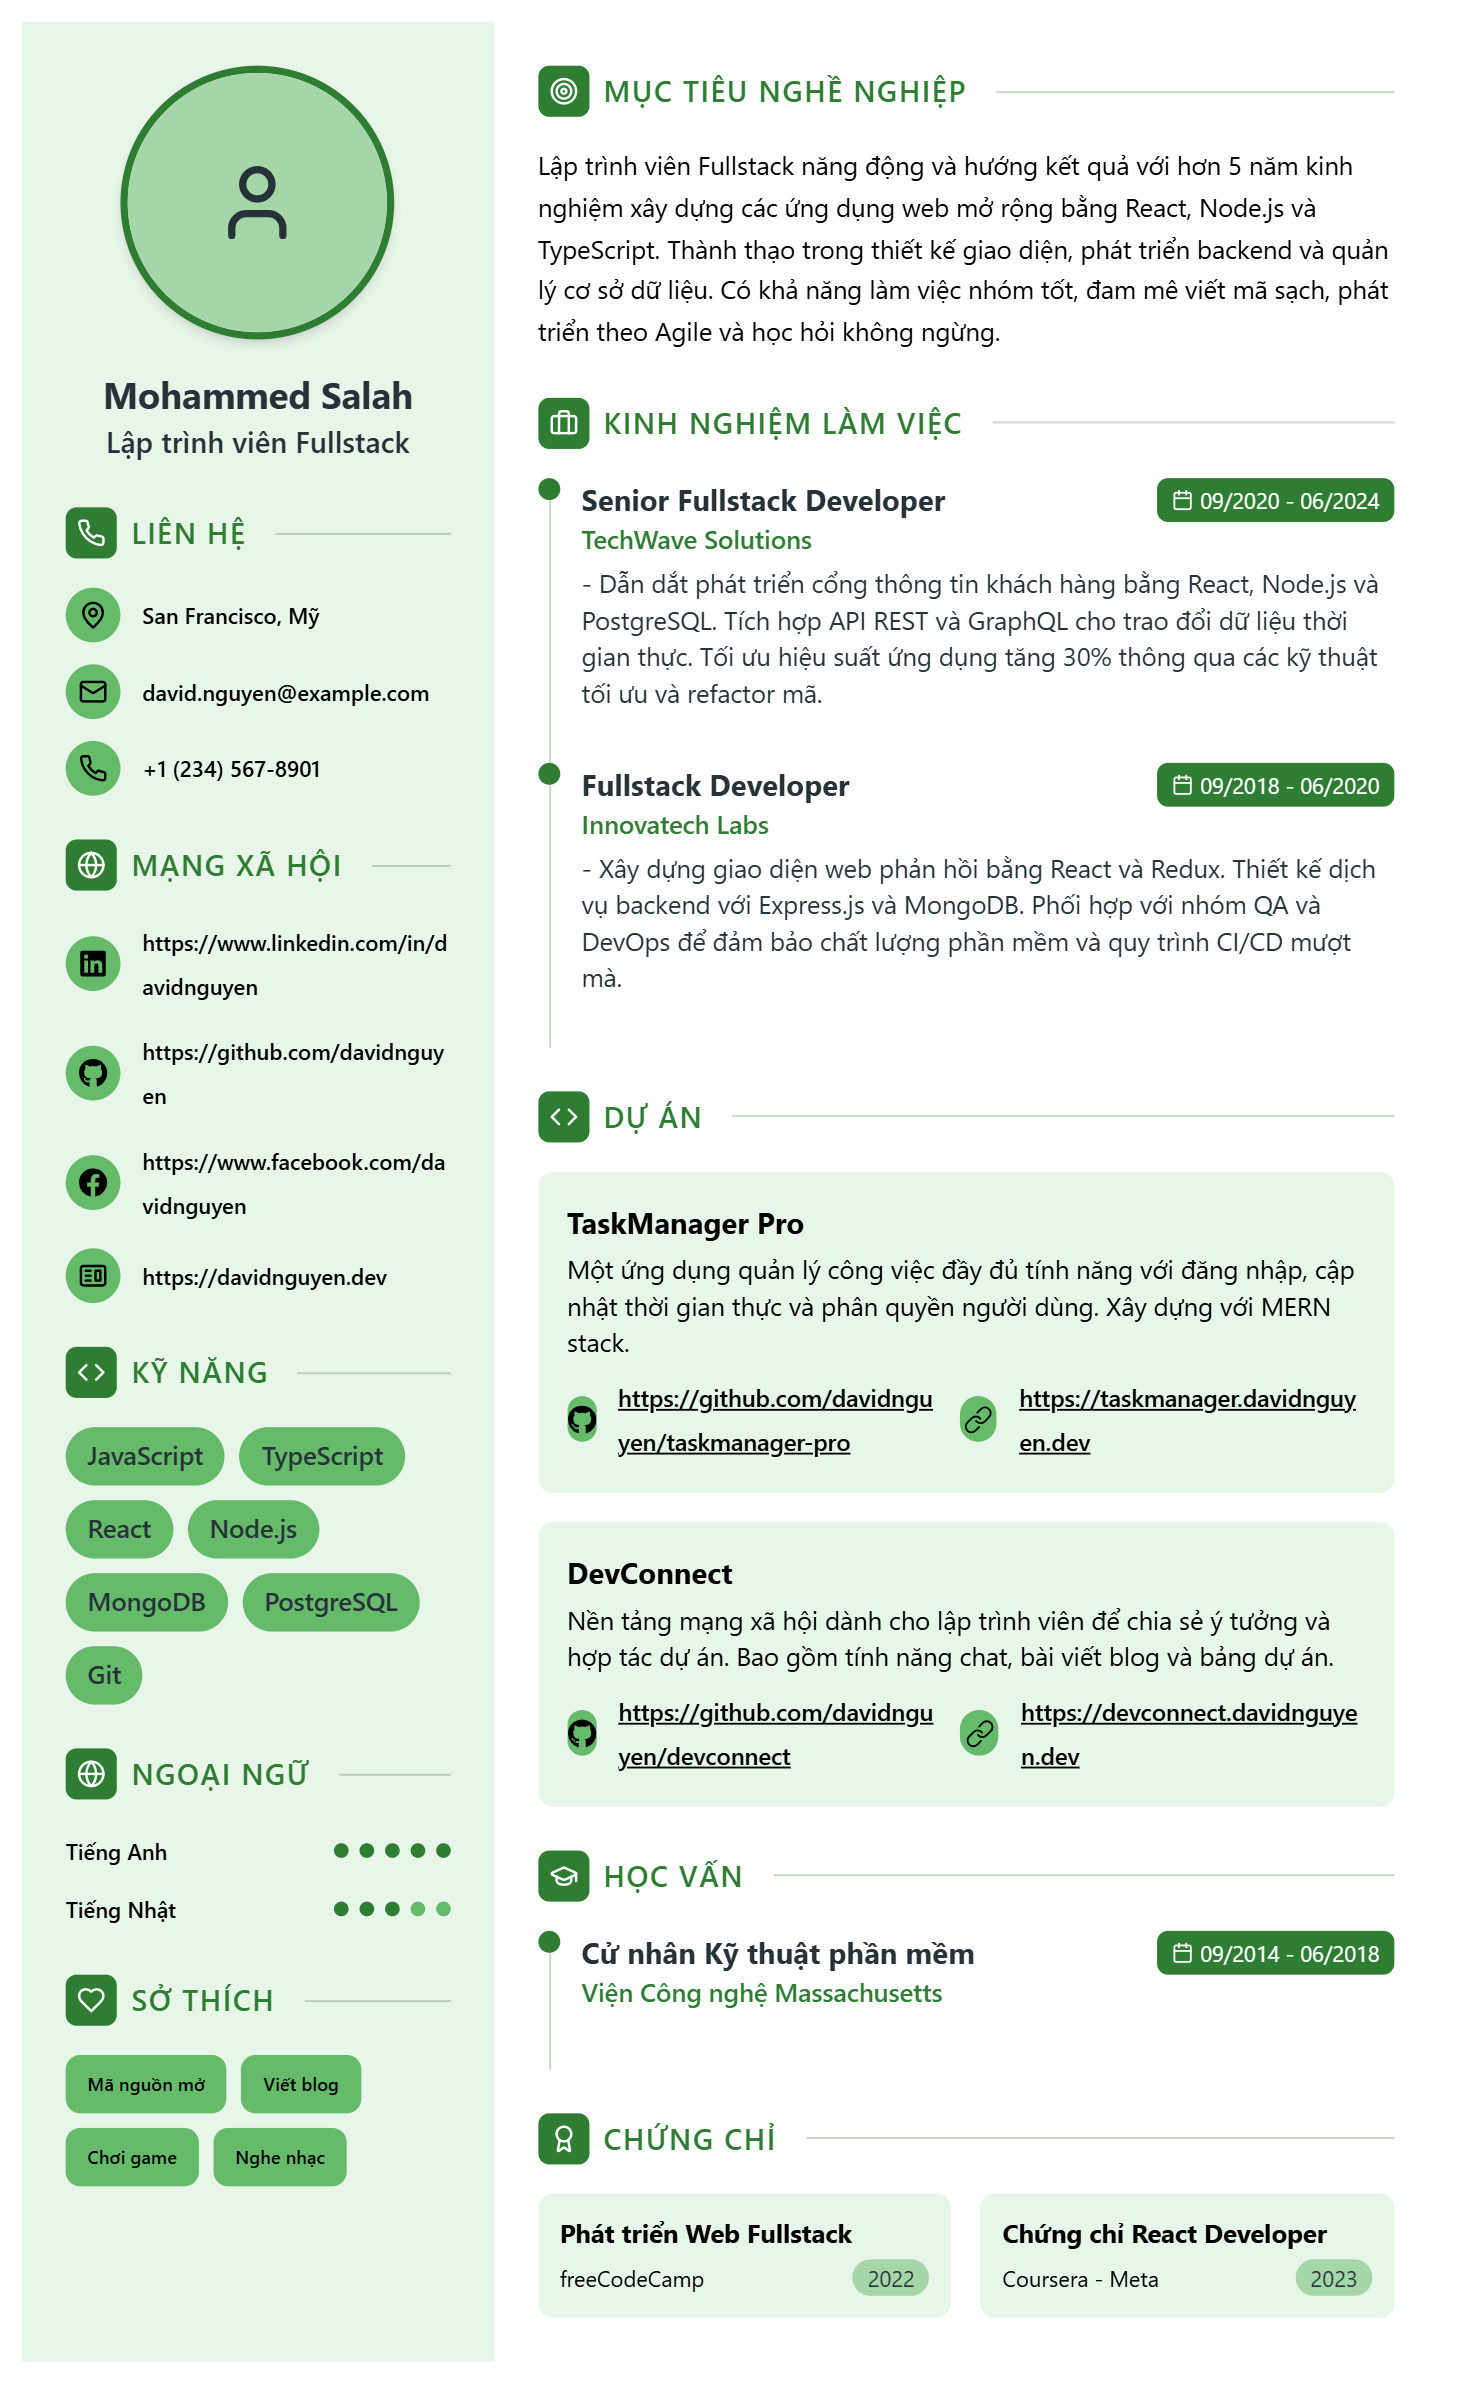 Mohammed Salah
Lập trình viên Fullstack
LIÊN HỆ
San Francisco, Mỹ
david.nguyen@example.com
+1 (234) 567-8901
MẠNG XÃ HỘI
https://www.linkedin.com/in/d
avidnguyen
https://github.com/davidnguy
en
https://www.facebook.com/da
vidnguyen
https://davidnguyen.dev
KỸ NĂNG
JavaScript TypeScript
React Node.js
MongoDB PostgreSQL
Git
NGOẠI NGỮ
Tiếng Anh
Tiếng Nhật
SỞ THÍCH
Mã nguồn mở Viết blog
Chơi game Nghe nhạc
MỤC TIÊU NGHỀ NGHIỆP
Lập trình viên Fullstack năng động và hướng kết quả với hơn 5 năm kinh
nghiệm xây dựng các ứng dụng web mở rộng bằng React, Node.js và
TypeScript. Thành thạo trong thiết kế giao diện, phát triển backend và quản
lý cơ sở dữ liệu. Có khả năng làm việc nhóm tốt, đam mê viết mã sạch, phát
triển theo Agile và học hỏi không ngừng.
KINH NGHIỆM LÀM VIỆC
Senior Fullstack Developer 09/2020 - 06/2024
TechWave Solutions
- Dẫn dắt phát triển cổng thông tin khách hàng bằng React, Node.js và
PostgreSQL. Tích hợp API REST và GraphQL cho trao đổi dữ liệu thời
gian thực. Tối ưu hiệu suất ứng dụng tăng 30% thông qua các kỹ thuật
tối ưu và refactor mã.
Fullstack Developer 09/2018 - 06/2020
Innovatech Labs
- Xây dựng giao diện web phản hồi bằng React và Redux. Thiết kế dịch
vụ backend với Express.js và MongoDB. Phối hợp với nhóm QA và
DevOps để đảm bảo chất lượng phần mềm và quy trình CI/CD mượt
mà.
DỰ ÁN
TaskManager Pro
Một ứng dụng quản lý công việc đầy đủ tính năng với đăng nhập, cập
nhật thời gian thực và phân quyền người dùng. Xây dựng với MERN
stack.
https://github.com/davidngu
yen/taskmanager-pro
https://taskmanager.davidnguy
en.dev
DevConnect
Nền tảng mạng xã hội dành cho lập trình viên để chia sẻ ý tưởng và
hợp tác dự án. Bao gồm tính năng chat, bài viết blog và bảng dự án.
https://github.com/davidngu
yen/devconnect
https://devconnect.davidnguye
n.dev
HỌC VẤN
Cử nhân Kỹ thuật phần mềm 09/2014 - 06/2018
Viện Công nghệ Massachusetts
CHỨNG CHỈ
Phát triển Web Fullstack
freeCodeCamp 2022
Chứng chỉ React Developer
Coursera - Meta 2023